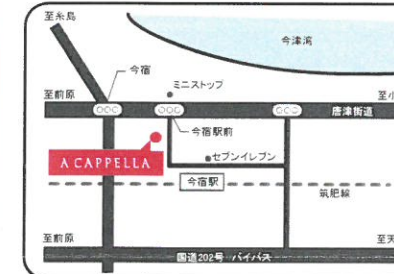 至糸島
今津湾
今宿
ミニストップ
至前原
至小
唐津街道
今宿駅前
A CAPPELLA
セブンイレブン
今宿駅
筑肥線
至前原
至天
国道202号 バイパス